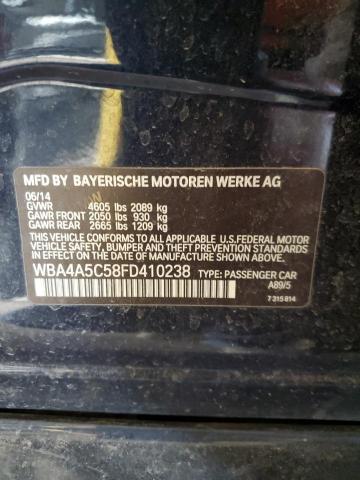 MFD BY BAYERISCHE MOTOREN WERKE AG
06/14
GVWR 4605 lbs 2089 kg
GAWR FRONT 2050 lbs 930 kg
GAWR REAR 2665 lbs 1209 kg
THIS VEHICLE CONFORMS TO ALL APPLICABLE U.S.FEDERAL MOTOR
VEHICLE SAFETY, BUMPER AND THEFT PREVENTION STANDARDS
IN EFFECT ON THE DATE OF MANUFACTURE SHOWN ABOVE.
WBA4A5C58FD410238 TYPE: PASSENGER CAR
A89/5
7315814